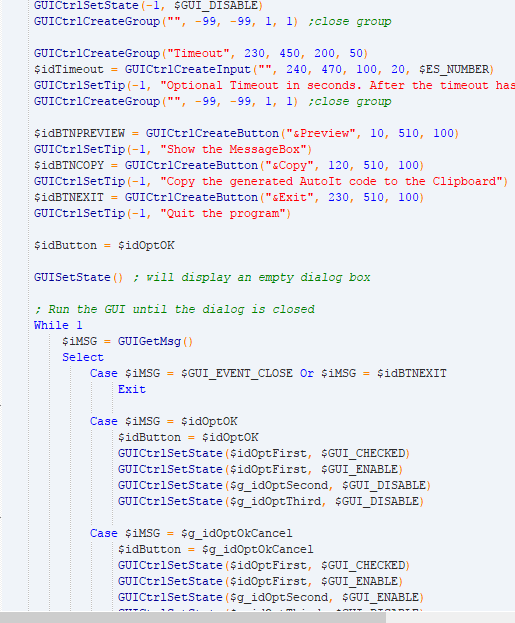 GUICtrlSetState(-1, $GUI_DISABLE)
GUICtrlCreateGroup("", -99, -99, 1, 1) ;close group
GUICtrlCreateGroup("Timeout", 230, 450, 200, 50)
$idTimeout = GUICtrlCreateInput("", 240, 470, 100, 20, $ES_NUMBER)
GUICtrlSetTip(-1, "Optional Timeout in seconds. After the timeout has
GUICtrlCreateGroup("", -99, -99, 1, 1) ;close group
$idBTNPREVIEW = GUICtrlCreateButton("&Preview", 10, 510, 100)
GUICtrlSetTip(-1, "Show the MessageBox")
$idBTNCOPY = GUICtrlCreateButton("&Copy", 120, 510, 100)
GUICtrlSetTip(-1, "Copy the generated AutoIt code to the Clipboard")
$idBTNEXIT = GUICtrlCreateButton("&Exit", 230, 510, 100)
GUICtrlSetTip(-1, "Quit the program")
$idButton = $idOptOK
GUISetState() ; will display an empty dialog box
; Run the GUI until the dialog is closed
While 1
$iMSG = GUIGetMsg()
Select
Case $iMSG = $GUI_EVENT_CLOSE Or $iMSG = $idBTNEXIT
Exit
Case $iMSG = $idOptOK
$idButton = $idOptOK
GUICtrlSetState($idOptFirst, $GUI_CHECKED)
GUICtrlSetState($idOptFirst, $GUI_ENABLE)
GUICtrlSetState($g_idOptSecond, $GUI_DISABLE)
GUICtrlSetState($g_idOptThird, $GUI_DISABLE)
Case $iMSG = $g_idOptOkCancel
$idButton = $g_idOptOkCancel
GUICtrlSetState($idOptFirst, $GUI_CHECKED)
GUICtrlSetState($idOptFirst, $GUI_ENABLE)
GUICtrlSetState($g_idOptSecond, $GUI_ENABLE)